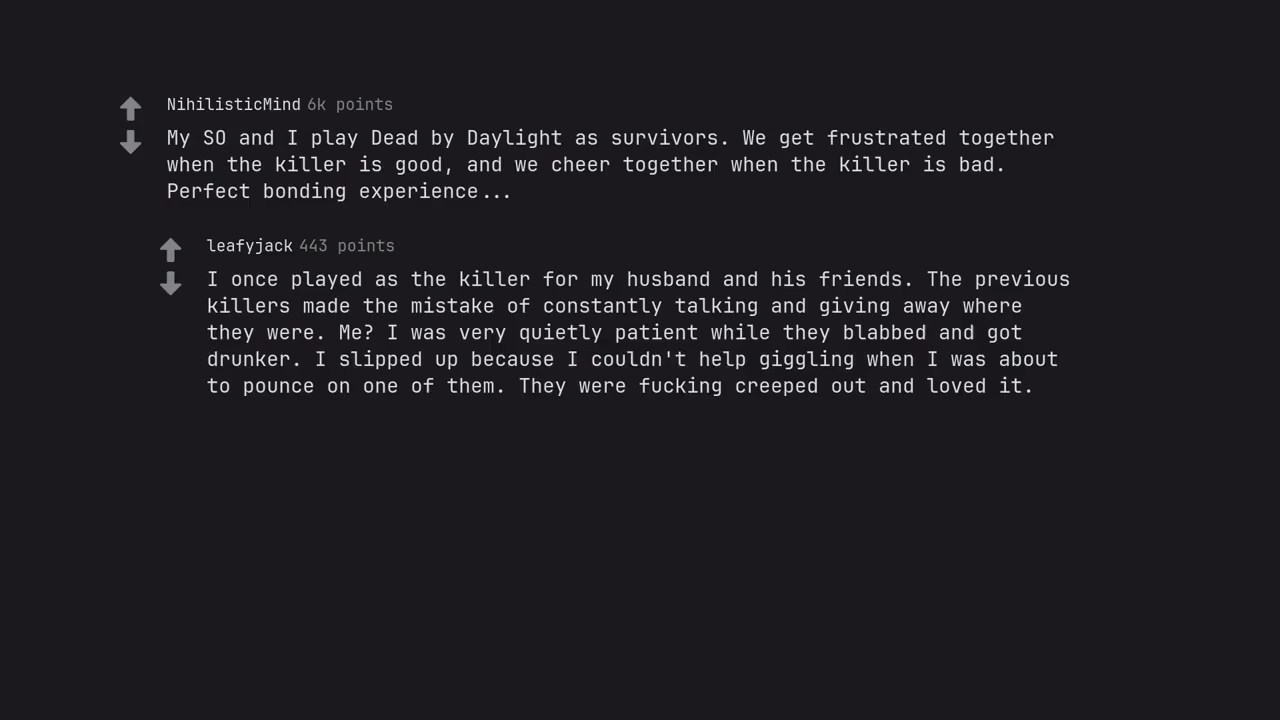 NihilisticMind 6k points
My SO and I play Dead by Daylight as survivors. We get frustrated together
when the killer is good, and we cheer together when the killer is bad.
Perfect bonding experience...
leafyjack 443 points
I once played as the killer for my husband and his friends. The previous
killers made the mistake of constantly talking and giving away where
they were. Me? I was very quietly patient while they blabbed and got
drunker. I slipped up because I couldn't help giggling when I was about
to pounce on one of them. They were fucking creeped out and loved it.